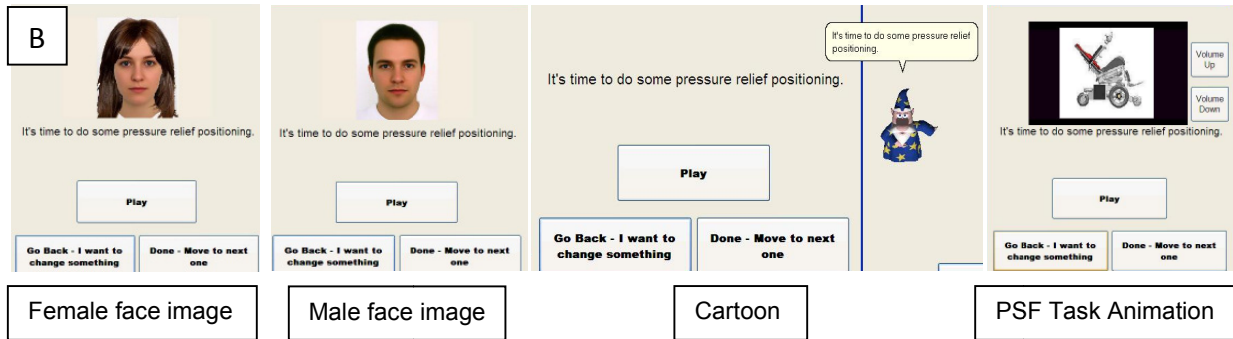 B
It's time to do some pressure relief positioning.
Play
Go Back - I want to
change something
Done - Move to next
one
Female face image
It's time to do some pressure relief positioning.
Play
Go Back - I want to
change something
Done - Move to next
one
Male face image
It's time to do some pressure relief positioning.
Play
Go Back - I want to
change something
Done - Move to next
one
It's time to do some pressure relief
positioning.
Cartoon
Volume
Up
Volume
Down
It's time to do some pressure relief positioning.
Play
Go Back - I want to
change something
Done - Move to next
one
PSF Task Animation